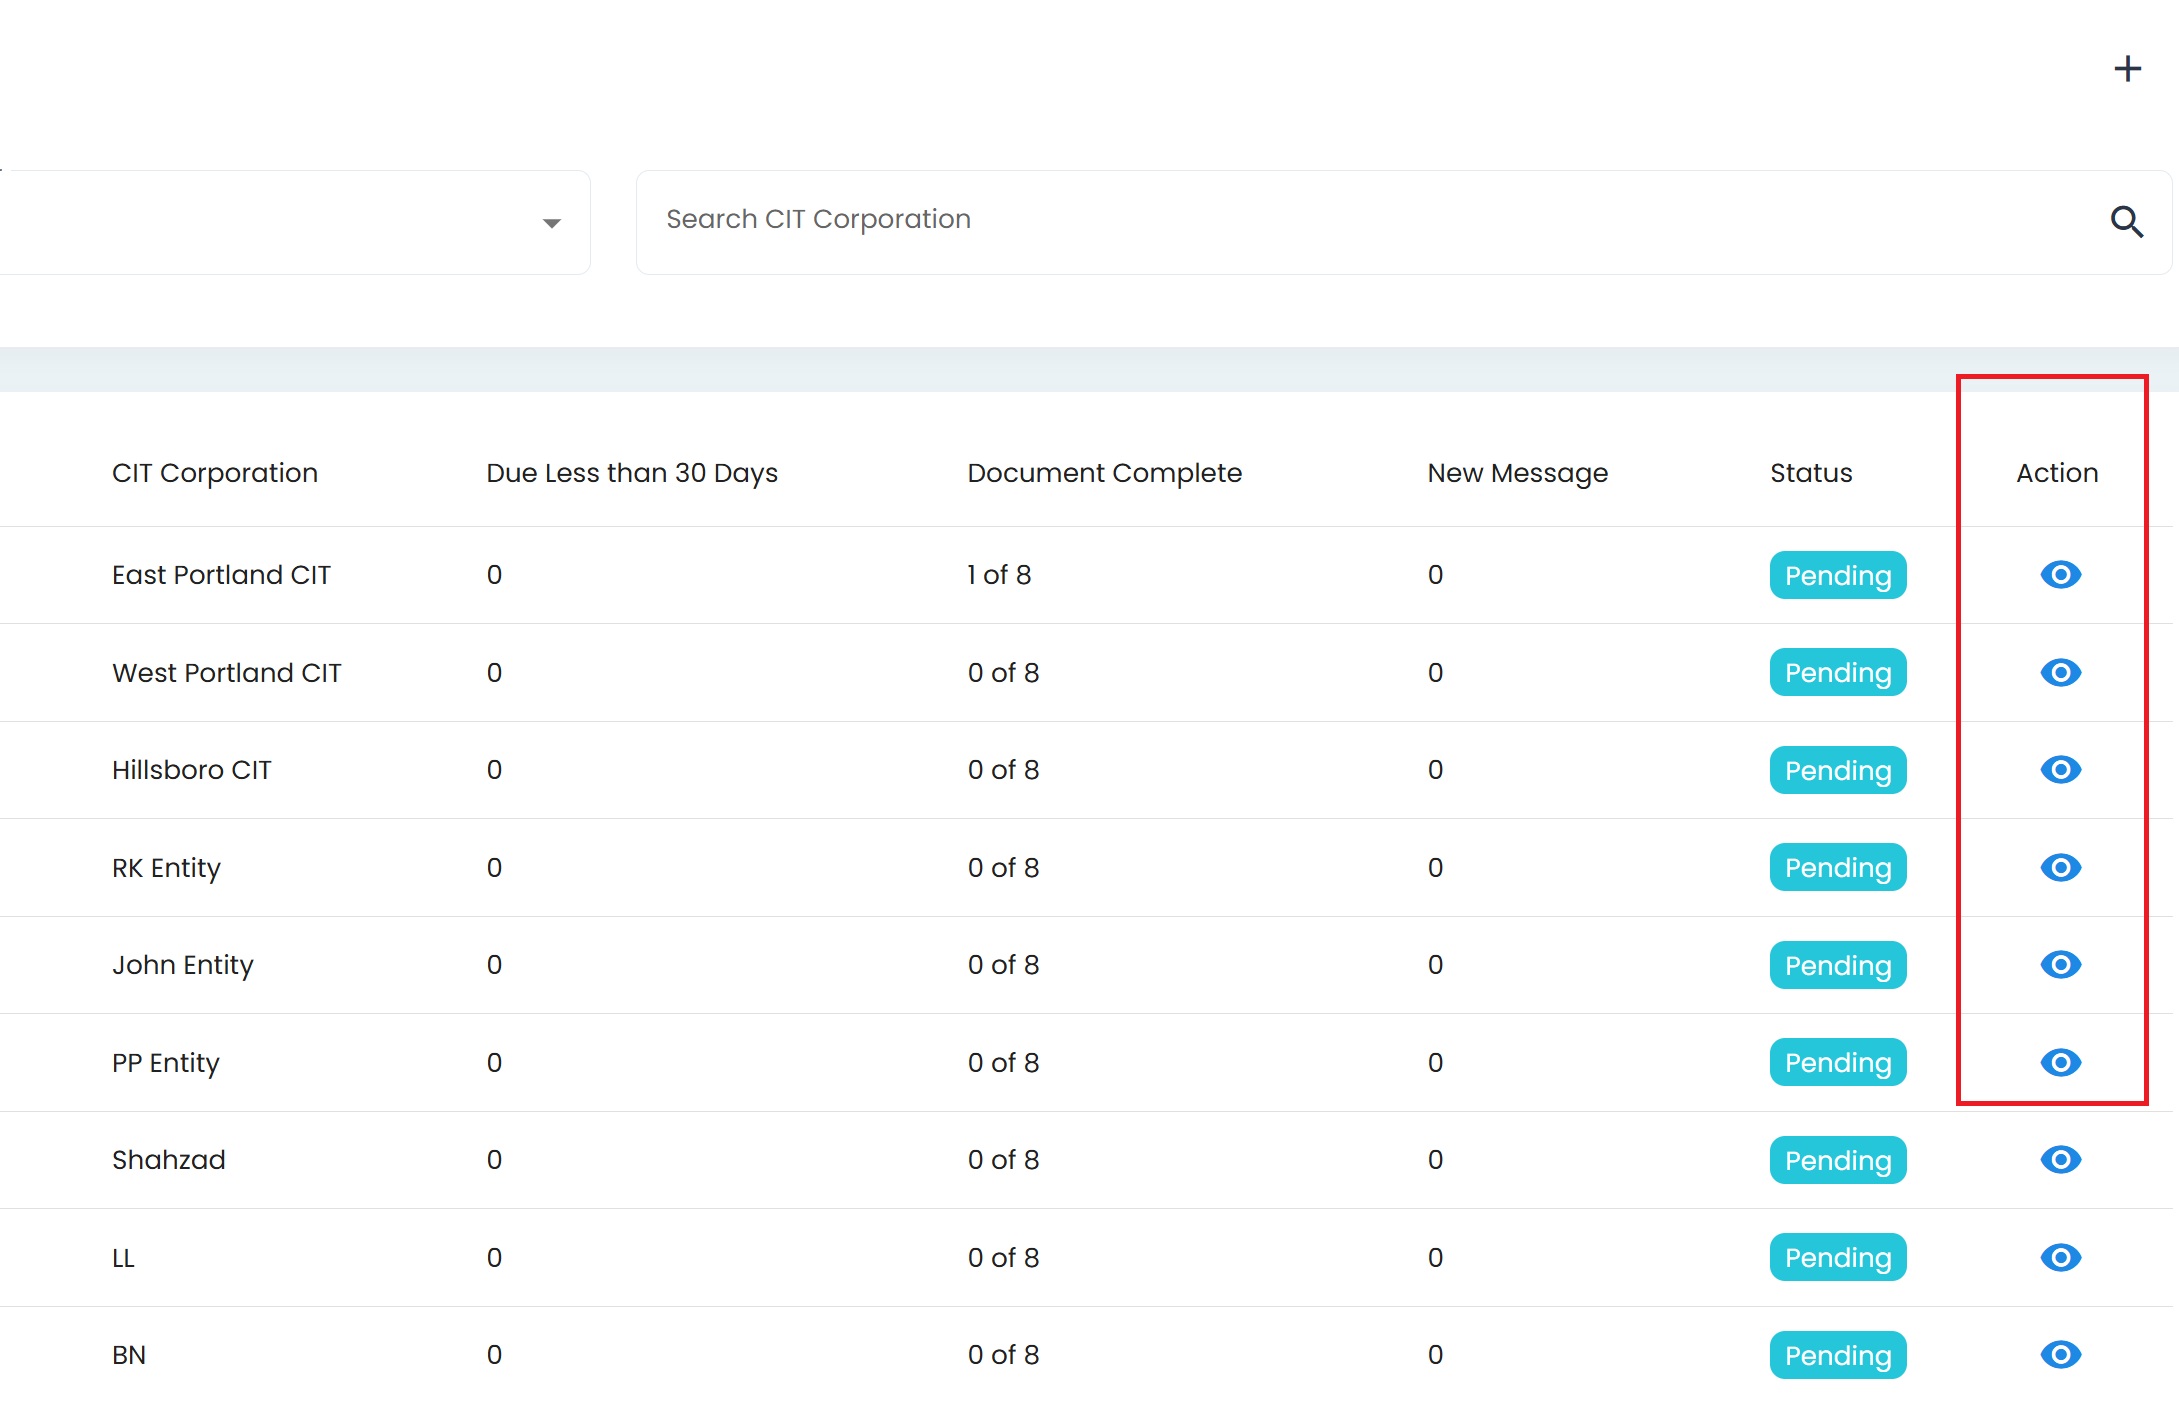 Search CIT Corporation
CIT Corporation Due Less than 30 Days Document Complete New Message Status Action
East Portland CIT 0 1 of 8 0 Pending
West Portland CIT 0 0 of 8 0 Pending
Hillsboro CIT 0 0 of 8 0 Pending
RK Entity 0 0 of 8 0 Pending
John Entity 0 0 of 8 0 Pending
PP Entity 0 0 of 8 0 Pending
Shahzad 0 0 of 8 0 Pending
LL 0 0 of 8 0 Pending
BN 0 0 of 8 0 Pending